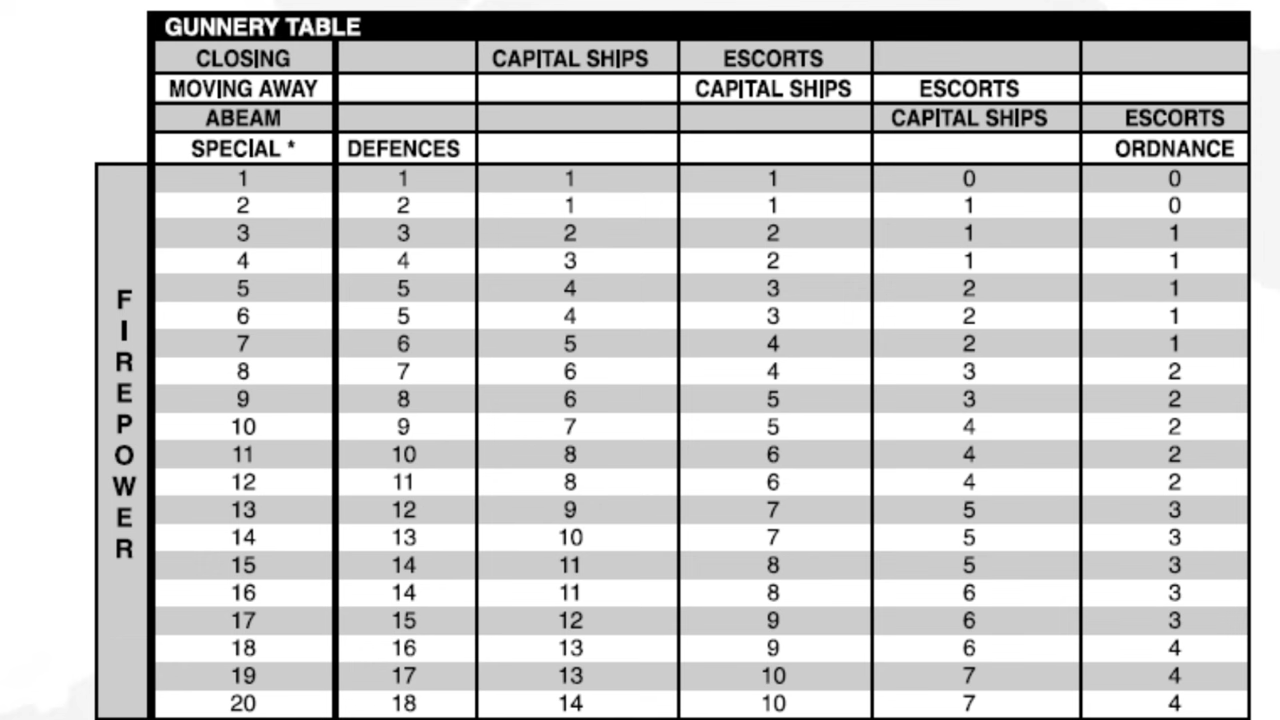 GUNNERY TABLE
CLOSING CAPITAL SHIPS ESCORTS
MOVING AWAY CAPITAL SHIPS ESCORTS
ABEAM CAPITAL SHIPS ESCORTS
SPECIAL * DEFENCES ORDNANCE
FIREPOWER
1 1 1 1 0 0
2 2 1 1 1 0
3 3 2 2 1 1
4 4 3 2 1 1
5 5 4 3 2 1
6 5 4 3 2 1
7 6 5 4 2 1
8 7 6 4 3 2
9 8 6 5 3 2
10 9 7 5 4 2
11 10 8 6 4 2
12 11 8 6 4 2
13 12 9 7 5 3
14 13 10 7 5 3
15 14 11 8 5 3
16 14 11 8 6 3
17 15 12 9 6 3
18 16 13 9 6 4
19 17 13 10 7 4
20 18 14 10 7 4